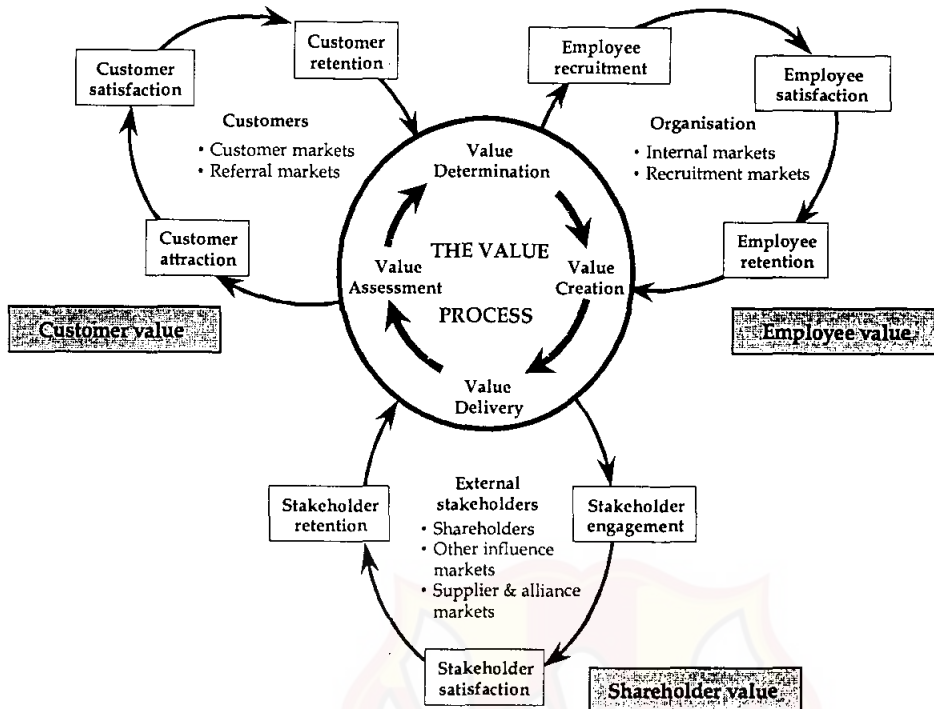 Customer
retention
Customer
satisfaction
Customers
• Customer markets
• Referral markets
Customer
attraction
Customer value
Employee
recruitment
Employee
satisfaction
Organisation
• Internal markets
• Recruitment markets
Employee
retention
Employee value
Value
Determination
THE VALUE
PROCESS
Value
Assessment
Value
Creation
Value
Delivery
External
stakeholders
• Shareholders
• Other influence
markets
• Supplier & alliance
markets
Stakeholder
retention
Stakeholder
engagement
Stakeholder
satisfaction
Shareholder value